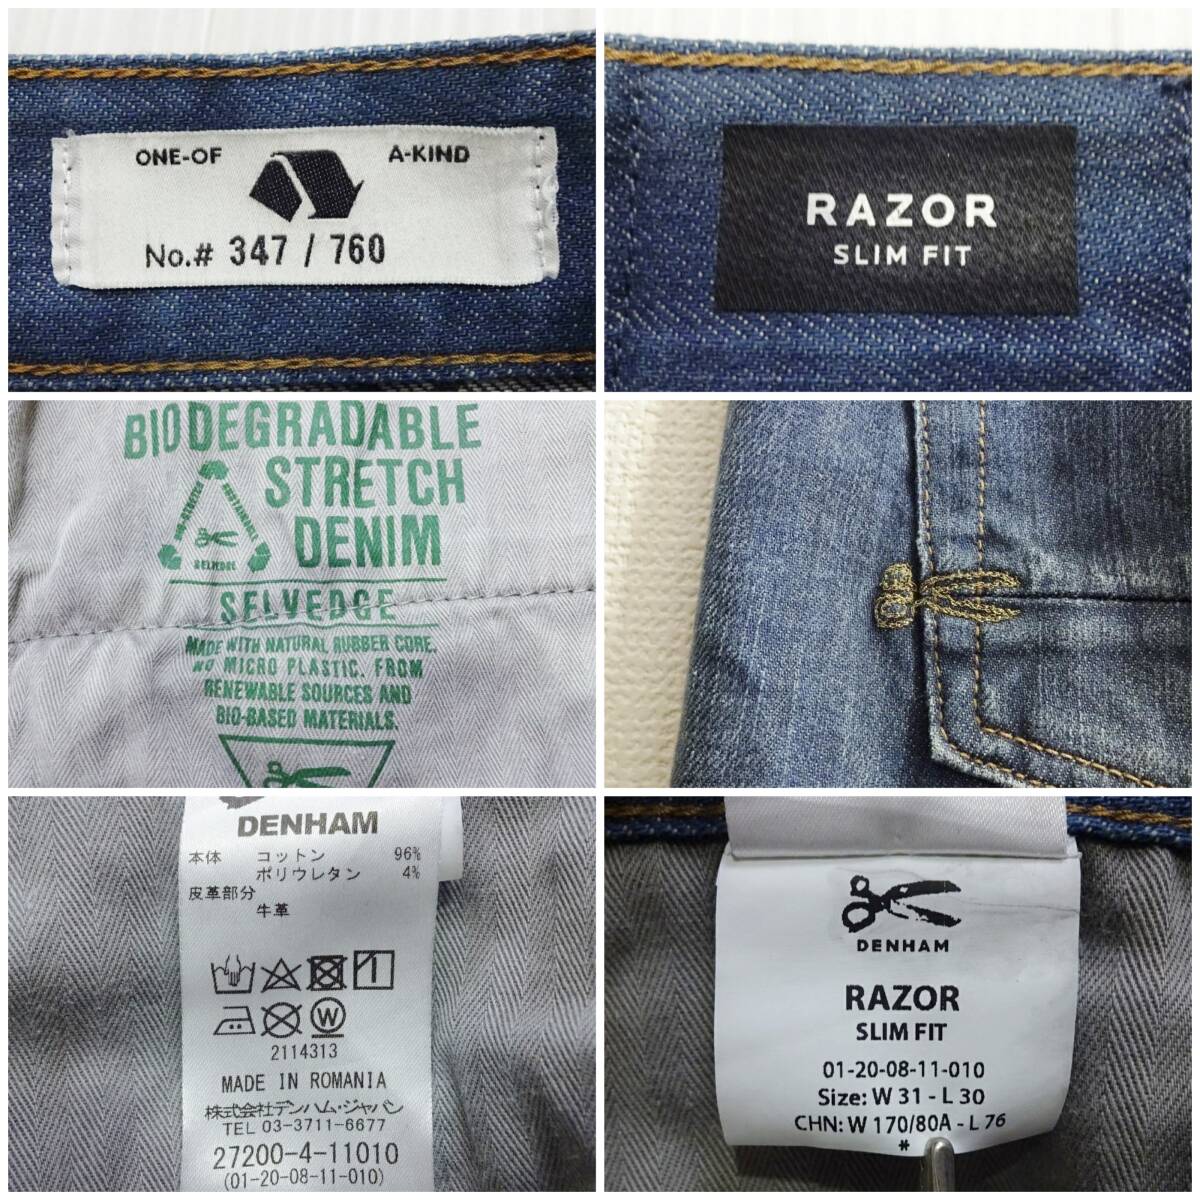 ONE-OF A-KIND
No.# 347 / 760
RAZOR
SLIM FIT
BIODEGRADABLE
STRETCH
DENIM
SELVEDGE
SELVEDGE
MADE WITH NATURAL RUBBER CORE.
NO MICRO PLASTIC. FROM
RENEWABLE SOURCES AND
BIO-BASED MATERIALS.
DENHAM
本体 コットン 96%
ポリウレタン 4%
皮革部分
牛革
W
2114313
MADE IN ROMANIA
株式会社デンハム・ジャパン
TEL 03-3711-6677
27200-4-11010
(01-20-08-11-010)
DENHAM
RAZOR
SLIM FIT
01-20-08-11-010
Size: W 31 - L 30
CHN: W 170/80A - L 76
*